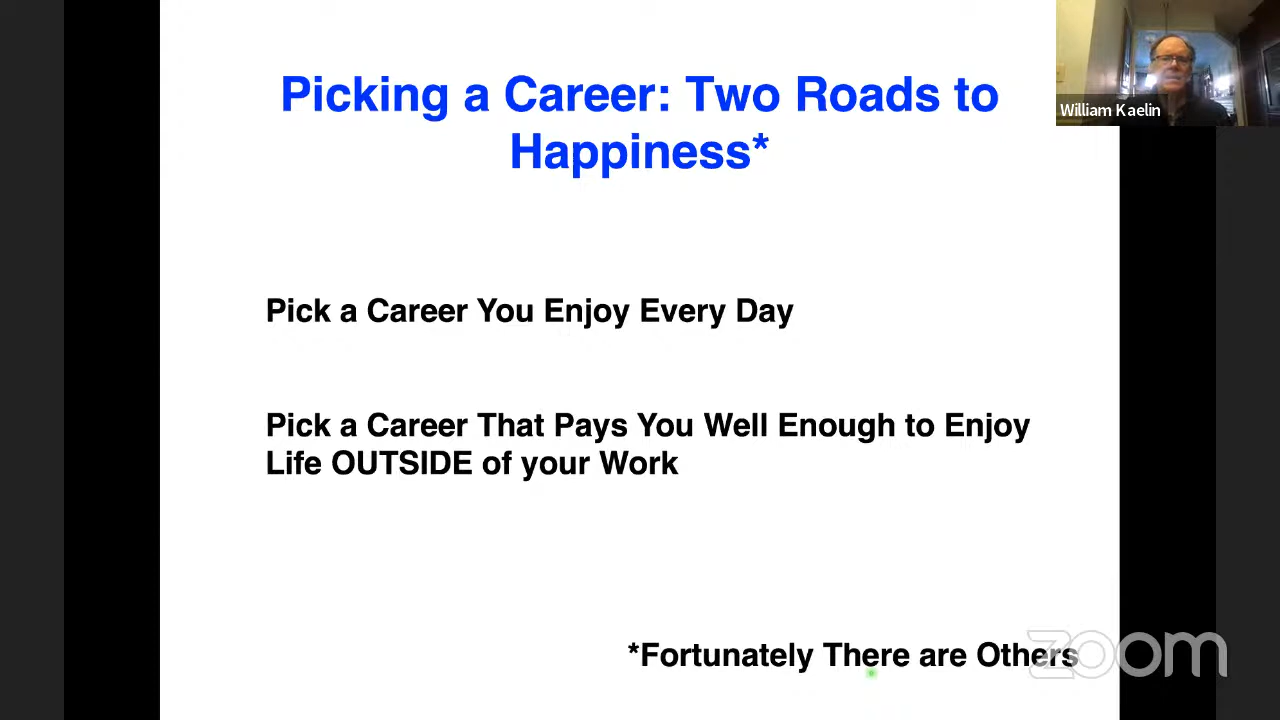 Picking a Career: Two Roads to
Happiness*
William Kaelin
Pick a Career You Enjoy Every Day
Pick a Career That Pays You Well Enough to Enjoy
Life OUTSIDE of your Work
*Fortunately There are Others
zoom